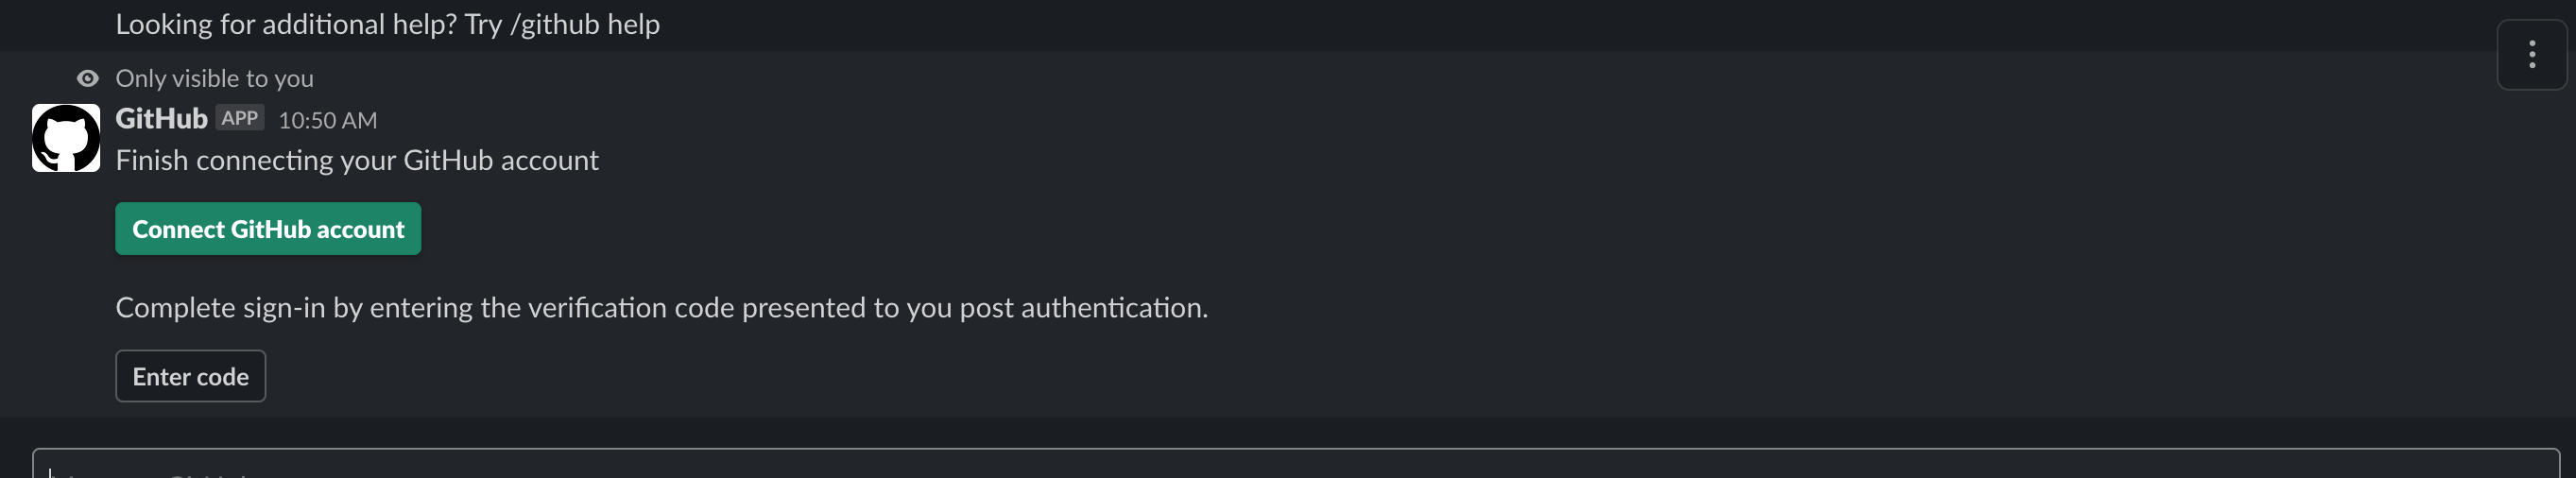 Looking for additional help? Try /github help
Only visible to you
GitHub APP 10:50 AM
Finish connecting your GitHub account
Connect GitHub account
Complete sign-in by entering the verification code presented to you post authentication.
Enter code